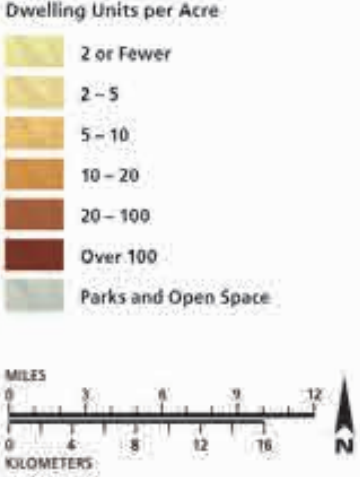 Dwelling Units per Acre
2 or Fewer
2 – 5
5 – 10
10 – 20
20 – 100
Over 100
Parks and Open Space
MILES
0 3 6 9 12
0 4 8 12 16
KILOMETERS
N